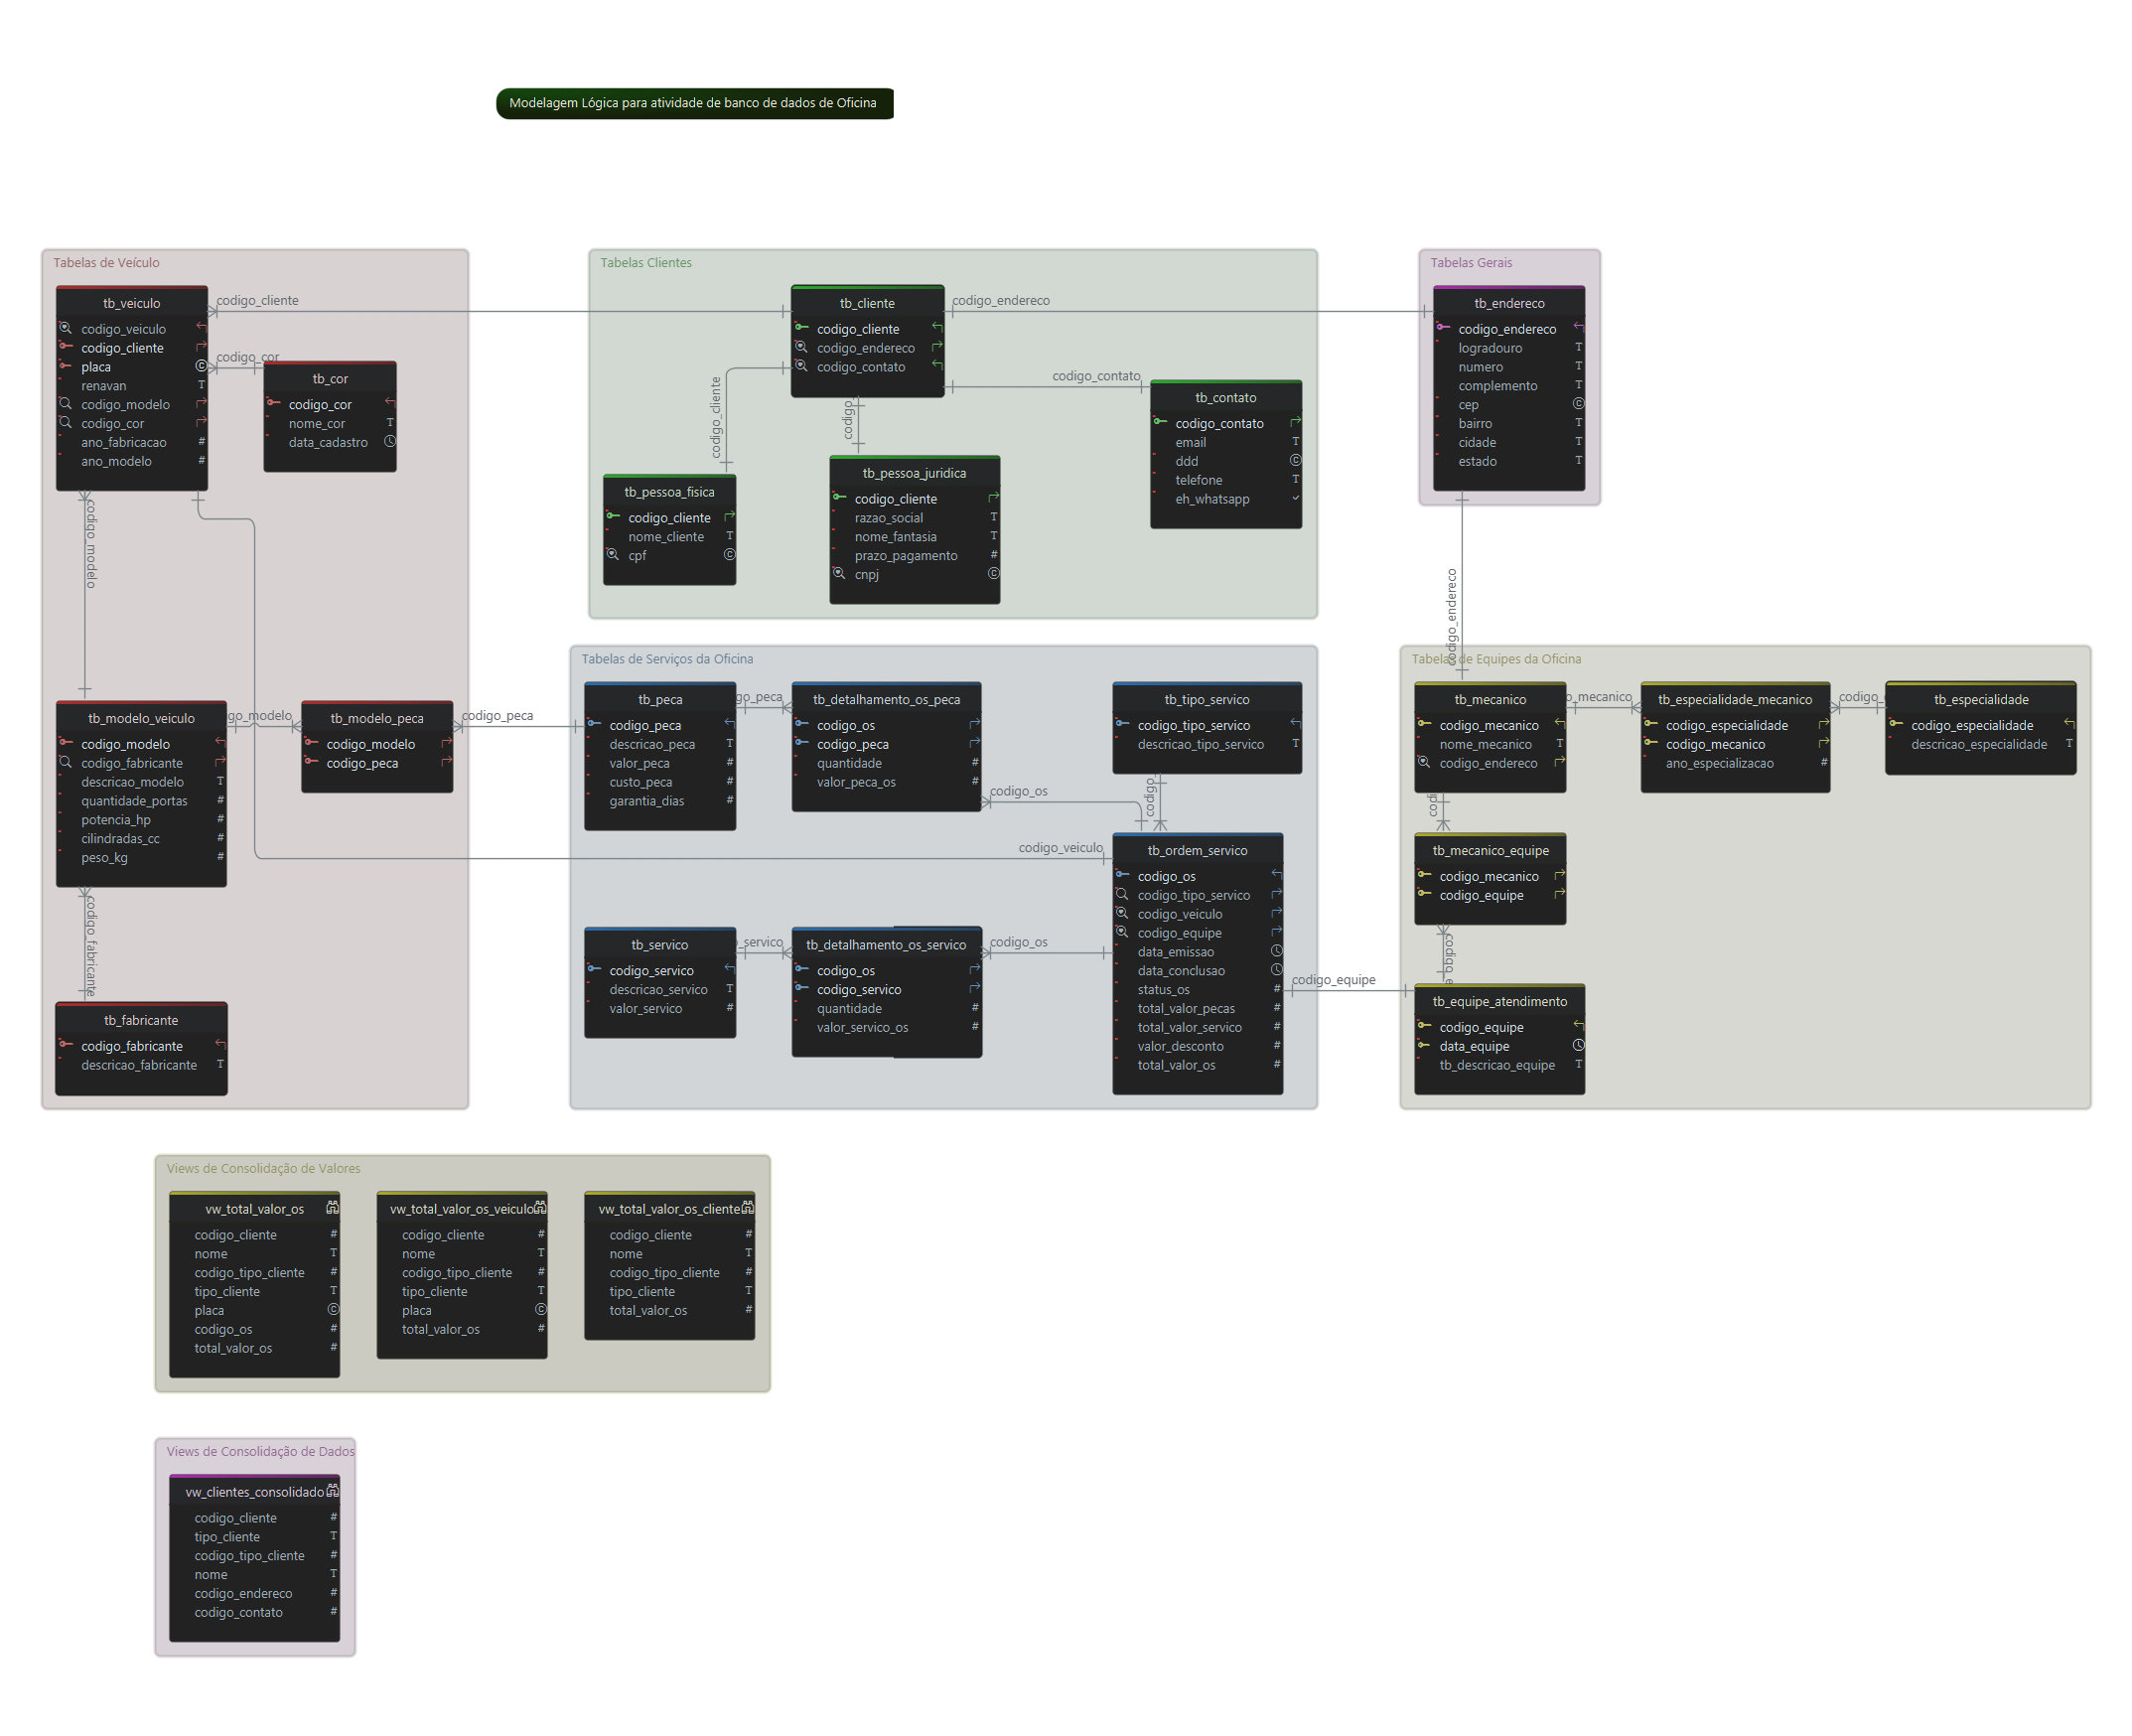 Modelagem Lógica para atividade de banco de dados de Oficina
Tabelas de Veículo
tb_veiculo
codigo_veiculo
codigo_cliente
placa
renavan T
codigo_modelo
codigo_cor
ano_fabricacao #
ano_modelo #
codigo_cliente
codigo_cor
tb_cor
codigo_cor
nome_cor T
data_cadastro
codigo_modelo
tb_modelo_veiculo
codigo_modelo
codigo_fabricante
descricao_modelo T
quantidade_portas #
potencia_hp #
cilindradas_cc #
peso_kg #
go_modelo
tb_modelo_peca
codigo_modelo
codigo_peca
codigo_peca
codigo_fabricante
tb_fabricante
codigo_fabricante
descricao_fabricante T
Tabelas Clientes
tb_cliente
codigo_cliente
codigo_endereco
codigo_contato
codigo_endereco
codigo_contato
codigo_cliente
codigo
tb_contato
codigo_contato
email T
ddd
telefone T
eh_whatsapp
tb_pessoa_fisica
codigo_cliente
nome_cliente T
cpf
tb_pessoa_juridica
codigo_cliente
razao_social T
nome_fantasia T
prazo_pagamento #
cnpj
Tabelas Gerais
tb_endereco
codigo_endereco
logradouro T
numero T
complemento T
cep
bairro T
cidade T
estado T
codigo_endereco
Tabelas de Serviços da Oficina
tb_peca
codigo_peca
descricao_peca T
valor_peca #
custo_peca #
garantia_dias #
go_peca
tb_detalhamento_os_peca
codigo_os
codigo_peca
quantidade #
valor_peca_os #
codigo_os
tb_tipo_servico
codigo_tipo_servico
descricao_tipo_servico T
codigo
codigo_veiculo
tb_ordem_servico
codigo_os
codigo_tipo_servico
codigo_veiculo
codigo_equipe
data_emissao
data_conclusao
status_os #
total_valor_pecas #
total_valor_servico #
valor_desconto #
total_valor_os #
tb_servico
codigo_servico
descricao_servico T
valor_servico #
_servico
tb_detalhamento_os_servico
codigo_os
codigo_servico
quantidade #
valor_servico_os #
codigo_os
codigo_equipe
Tabelas de Equipes da Oficina
tb_mecanico
codigo_mecanico
nome_mecanico T
codigo_endereco
o_mecanico
tb_especialidade_mecanico
codigo_especialidade
codigo_mecanico
ano_especializacao #
codigo_
tb_especialidade
codigo_especialidade
descricao_especialidade T
tb_mecanico_equipe
codigo_mecanico
codigo_equipe
tb_equipe_atendimento
codigo_equipe
data_equipe
tb_descricao_equipe T
Views de Consolidação de Valores
vw_total_valor_os
codigo_cliente #
nome T
codigo_tipo_cliente #
tipo_cliente T
placa
codigo_os #
total_valor_os #
vw_total_valor_os_veiculo
codigo_cliente #
nome T
codigo_tipo_cliente #
tipo_cliente T
placa
total_valor_os #
vw_total_valor_os_cliente
codigo_cliente #
nome T
codigo_tipo_cliente #
tipo_cliente T
total_valor_os #
Views de Consolidação de Dados
vw_clientes_consolidado
codigo_cliente #
tipo_cliente T
codigo_tipo_cliente #
nome T
codigo_endereco #
codigo_contato #